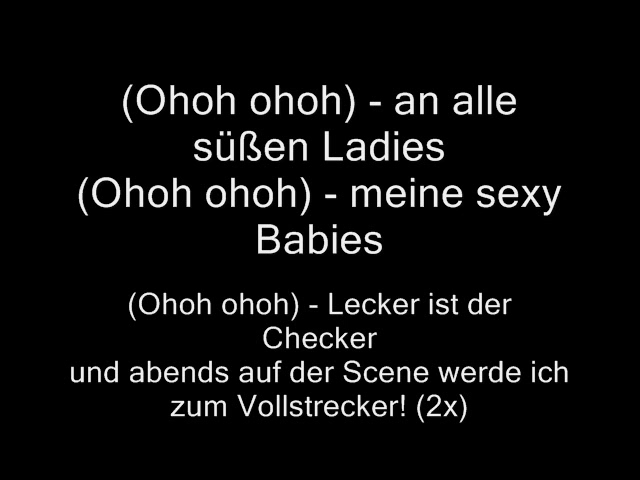 (Ohoh ohoh) - an alle
süßen Ladies
(Ohoh ohoh) - meine sexy
Babies
(Ohoh ohoh) - Lecker ist der
Checker
und abends auf der Scene werde ich
zum Vollstrecker! (2x)